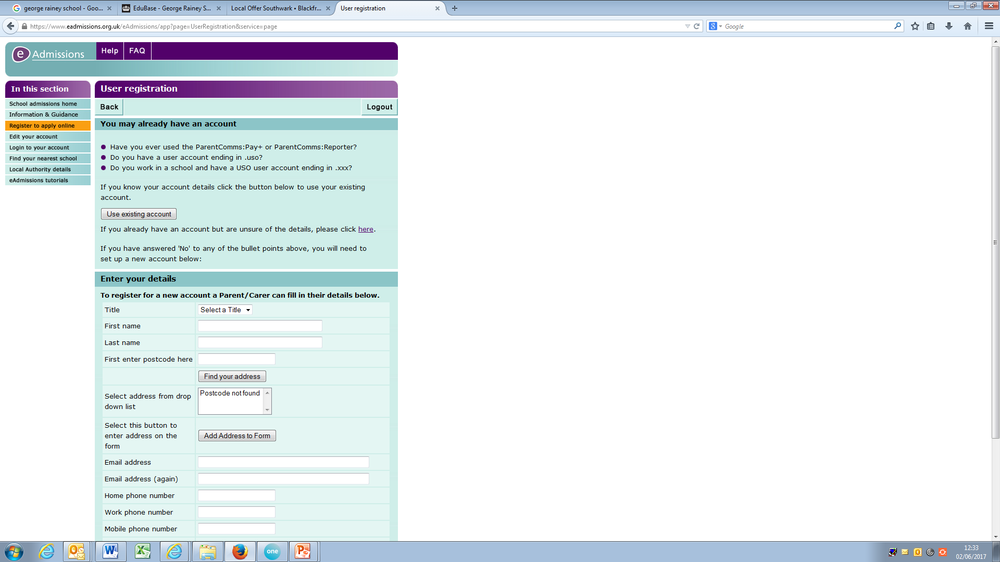 george rainey school - Goo...
EduBase - George Rainey S...
Local Offer Southwark • Blackfr...
User registration
https://www.eadmissions.org.uk/eAdmissions/app?page=UserRegistration&service=page
Google
e Admissions
Help
FAQ
In this section
School admissions home
Information & Guidance
Register to apply online
Edit your account
Login to your account
Find your nearest school
Local Authority details
eAdmissions tutorials
User registration
Back
Logout
You may already have an account
Have you ever used the ParentComms:Pay+ or ParentComms:Reporter?
Do you have a user account ending in .uso?
Do you work in a school and have a USO user account ending in .xxx?
If you know your account details click the button below to use your existing
account.
Use existing account
If you already have an account but are unsure of the details, please click here.
If you have answered 'No' to any of the bullet points above, you will need to
set up a new account below:
Enter your details
To register for a new account a Parent/Carer can fill in their details below.
Title
Select a Title
First name
Last name
First enter postcode here
Find your address
Select address from drop
down list
Postcode not found
Select this button to
enter address on the
form
Add Address to Form
Email address
Email address (again)
Home phone number
Work phone number
Mobile phone number
one
12:33
02/06/2017